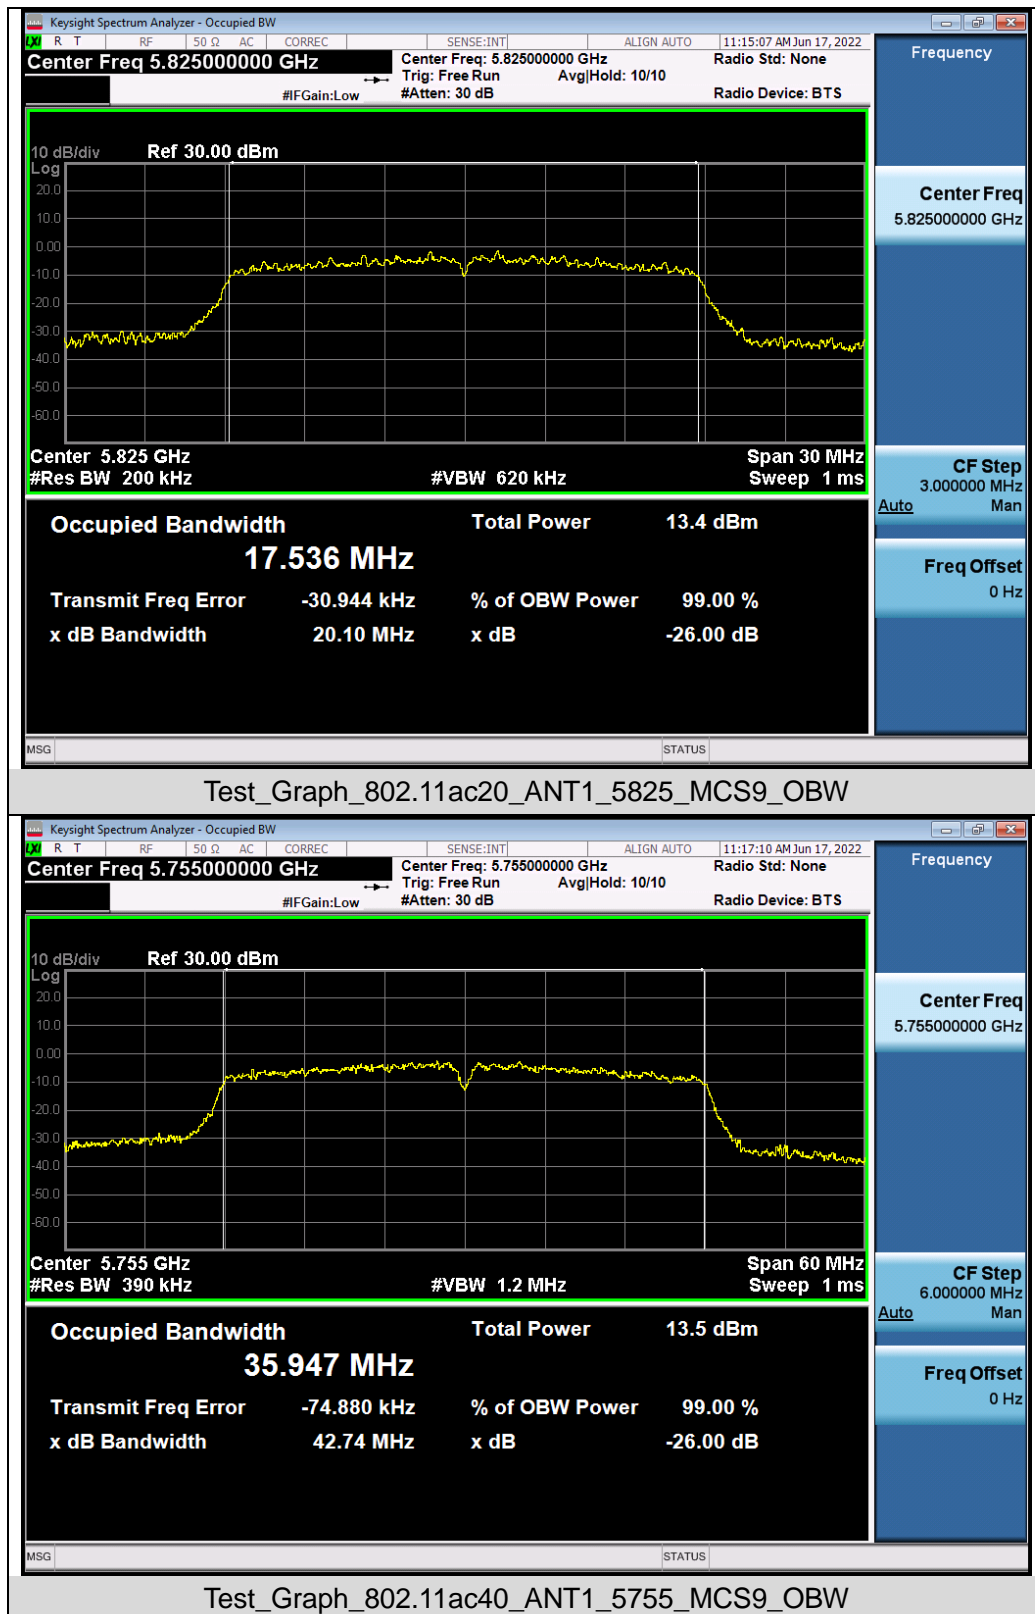 Keysight Spectrum Analyzer - Occupied BW
LXI R T RF 50 Ω AC CORREC SENSE:INT ALIGN AUTO 11:15:07 AM Jun 17, 2022
Center Freq 5.825000000 GHz
Center Freq: 5.825000000 GHz
Radio Std: None
Trig: Free Run Avg|Hold: 10/10
#IFGain:Low
#Atten: 30 dB
Radio Device: BTS
Frequency
10 dB/div Ref 30.00 dBm
Log
20.0
10.0
0.00
-10.0
-20.0
-30.0
-40.0
-50.0
-60.0
Center Freq
5.825000000 GHz
Center 5.825 GHz Span 30 MHz
#Res BW 200 kHz #VBW 620 kHz Sweep 1 ms
CF Step
3.000000 MHz
Auto Man
Freq Offset
0 Hz
Occupied Bandwidth Total Power 13.4 dBm
17.536 MHz
Transmit Freq Error -30.944 kHz % of OBW Power 99.00 %
x dB Bandwidth 20.10 MHz x dB -26.00 dB
MSG STATUS
Test_Graph_802.11ac20_ANT1_5825_MCS9_OBW
Keysight Spectrum Analyzer - Occupied BW
LXI R T RF 50 Ω AC CORREC SENSE:INT ALIGN AUTO 11:17:10 AM Jun 17, 2022
Center Freq 5.755000000 GHz
Center Freq: 5.755000000 GHz
Radio Std: None
Trig: Free Run Avg|Hold: 10/10
#IFGain:Low
#Atten: 30 dB
Radio Device: BTS
Frequency
10 dB/div Ref 30.00 dBm
Log
20.0
10.0
0.00
-10.0
-20.0
-30.0
-40.0
-50.0
-60.0
Center Freq
5.755000000 GHz
Center 5.755 GHz Span 60 MHz
#Res BW 390 kHz #VBW 1.2 MHz Sweep 1 ms
CF Step
6.000000 MHz
Auto Man
Freq Offset
0 Hz
Occupied Bandwidth Total Power 13.5 dBm
35.947 MHz
Transmit Freq Error -74.880 kHz % of OBW Power 99.00 %
x dB Bandwidth 42.74 MHz x dB -26.00 dB
MSG STATUS
Test_Graph_802.11ac40_ANT1_5755_MCS9_OBW